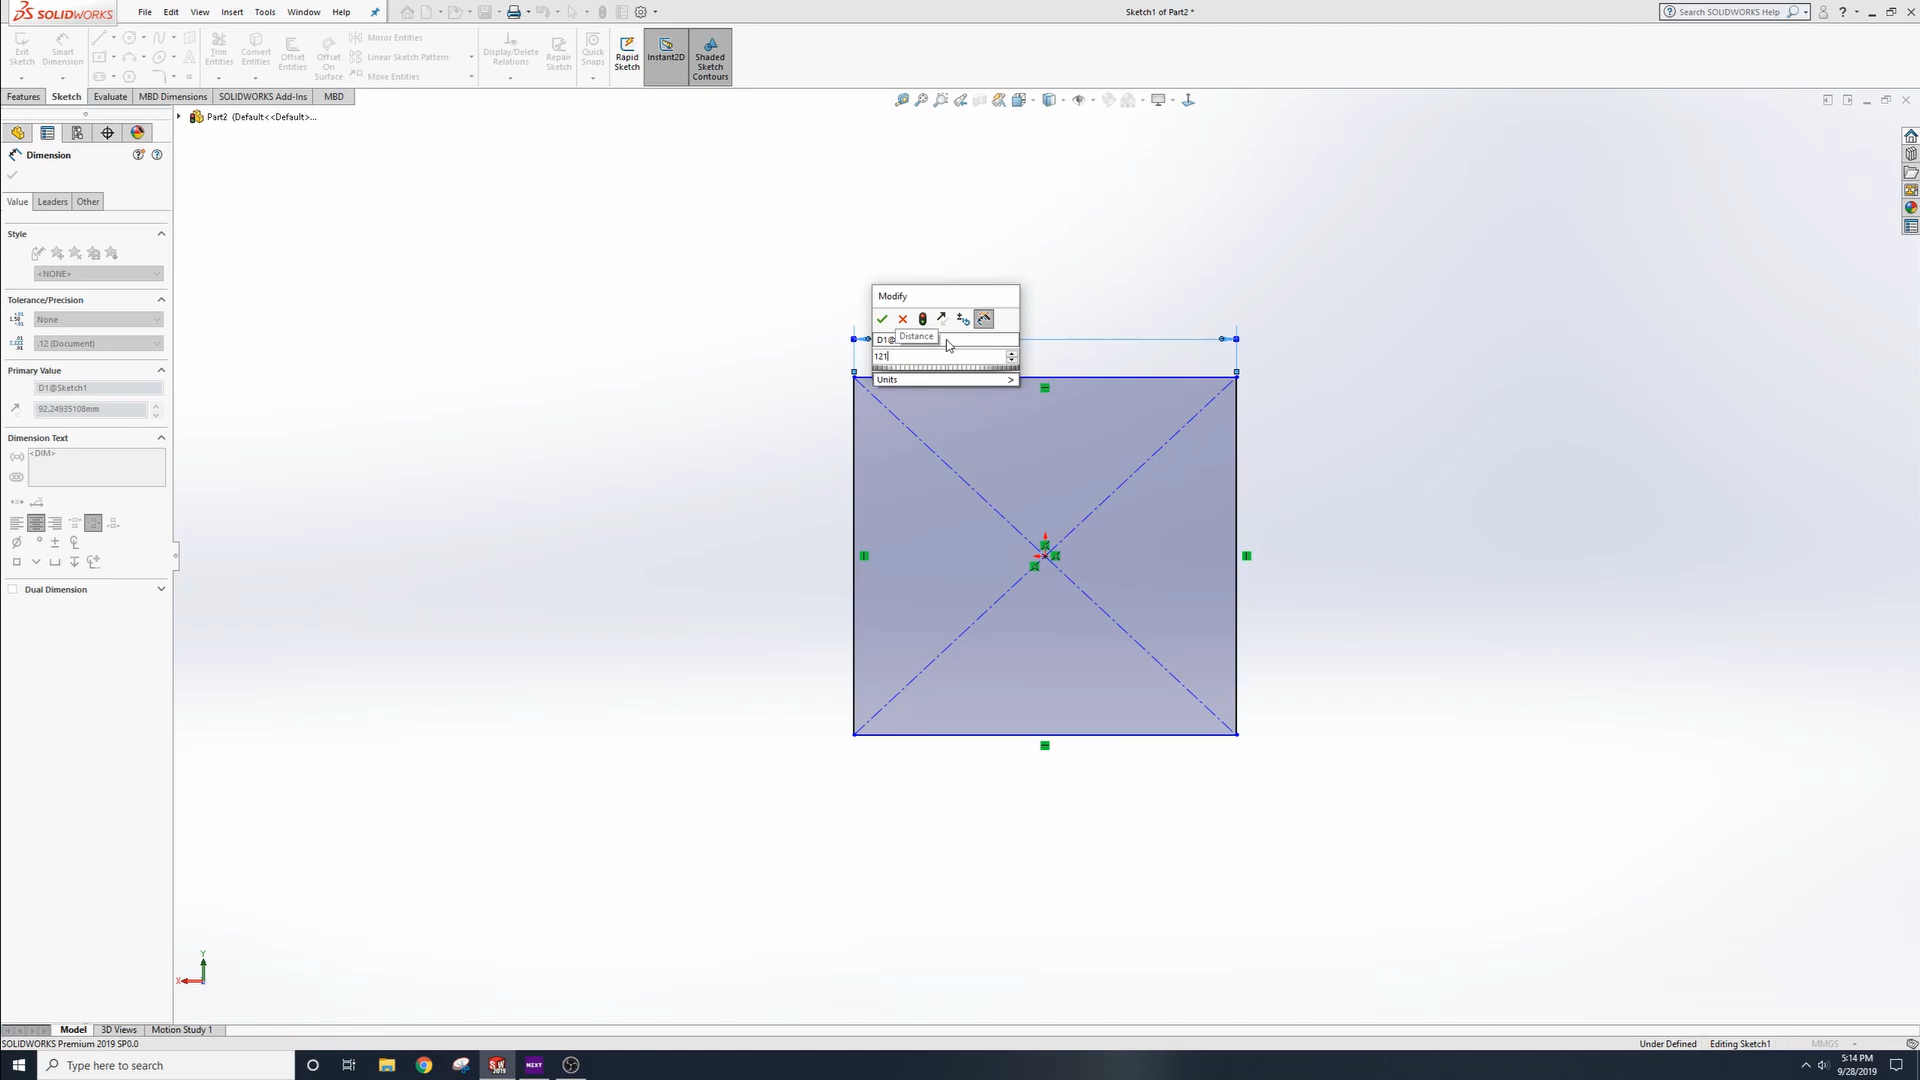 SOLIDWORKS
File Edit View Insert Tools Window Help
Sketch1 of Part2 *
Search SOLIDWORKS Help
Exit Sketch
Smart Dimension
Trim Entities
Convert Entities
Offset Entities
Offset On Surface
Mirror Entities
Linear Sketch Pattern
Move Entities
Display/Delete Relations
Repair Sketch
Quick Snaps
Rapid Sketch
Instant2D
Shaded Sketch Contours
Features Sketch Evaluate MBD Dimensions SOLIDWORKS Add-Ins MBD
Part2 (Default<<Default>...
Dimension
Value Leaders Other
Style
<NONE>
Tolerance/Precision
None
.12 (Document)
Primary Value
D1@Sketch1
92.24935108mm
Dimension Text
<DIM>
Dual Dimension
Modify
Distance
D1@
121
Units >
Y
X
Model 3D Views Motion Study 1
SOLIDWORKS Premium 2019 SP0.0
Under Defined Editing Sketch1 MMGS
Type here to search
SW 2019
NZXT
5:14 PM
9/28/2019